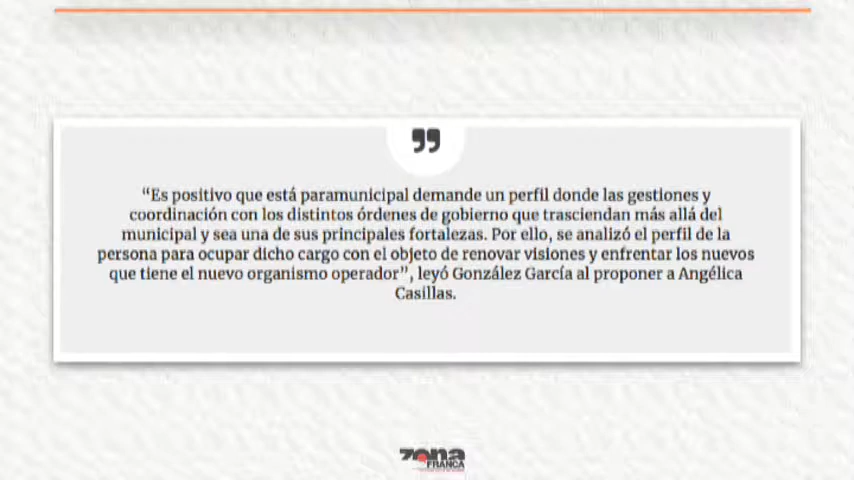 ”
“Es positivo que está paramunicipal demande un perfil donde las gestiones y
coordinación con los distintos órdenes de gobierno que trasciendan más allá del
municipal y sea una de sus principales fortalezas. Por ello, se analizó el perfil de la
persona para ocupar dicho cargo con el objeto de renovar visiones y enfrentar los nuevos
que tiene el nuevo organismo operador”, leyó González García al proponer a Angélica
Casillas.
zona
FRANCA